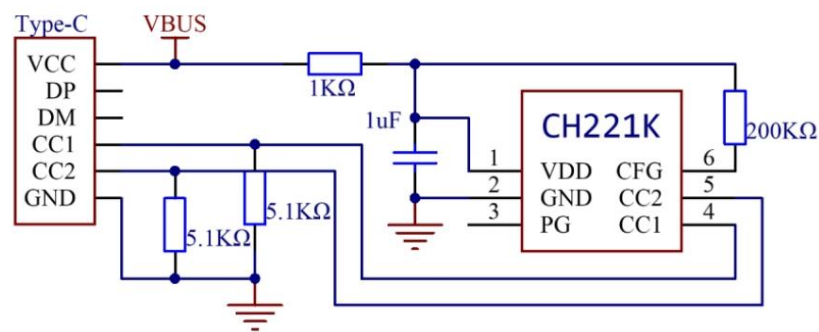 Type-C
VBUS
VCC
DP
DM
CC1
CC2
GND
1KΩ
1uF
5.1KΩ
5.1KΩ
CH221K
200KΩ
1
VDD
CFG
6
2
GND
CC2
5
3
PG
CC1
4